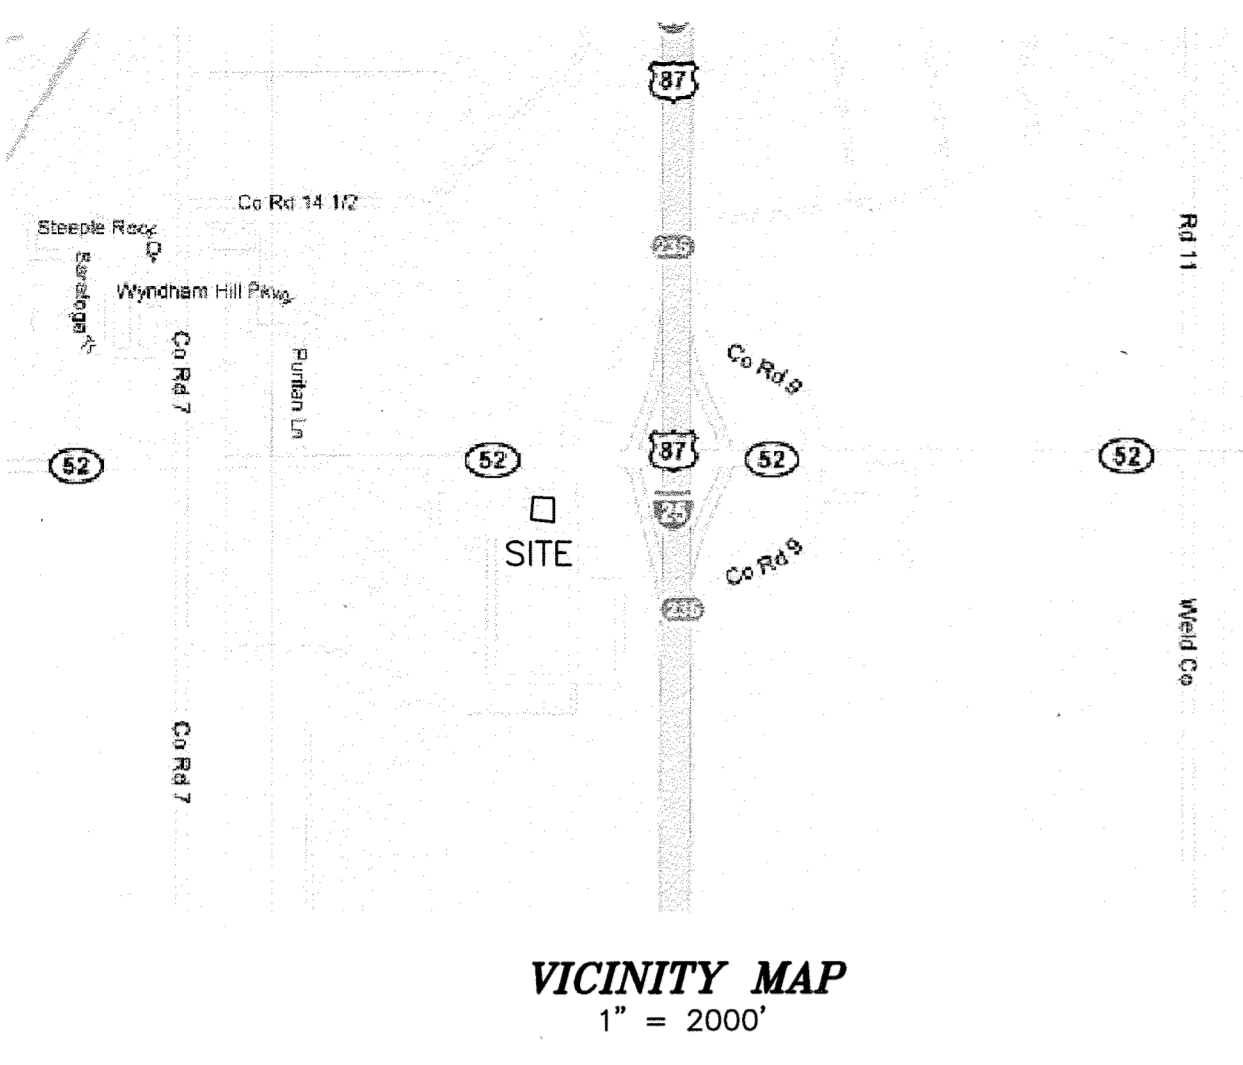 87
Co Rd 14 1/2
Steeple Rock
Rd 11
235
Saratoga
Wyndham Hill Pkwy
Co Rd 7
Puritan Ln
Co Rd 9
52
52
87
52
52
25
SITE
Co Rd 9
235
Weld Co
Co Rd 7
VICINITY MAP
1” = 2000’